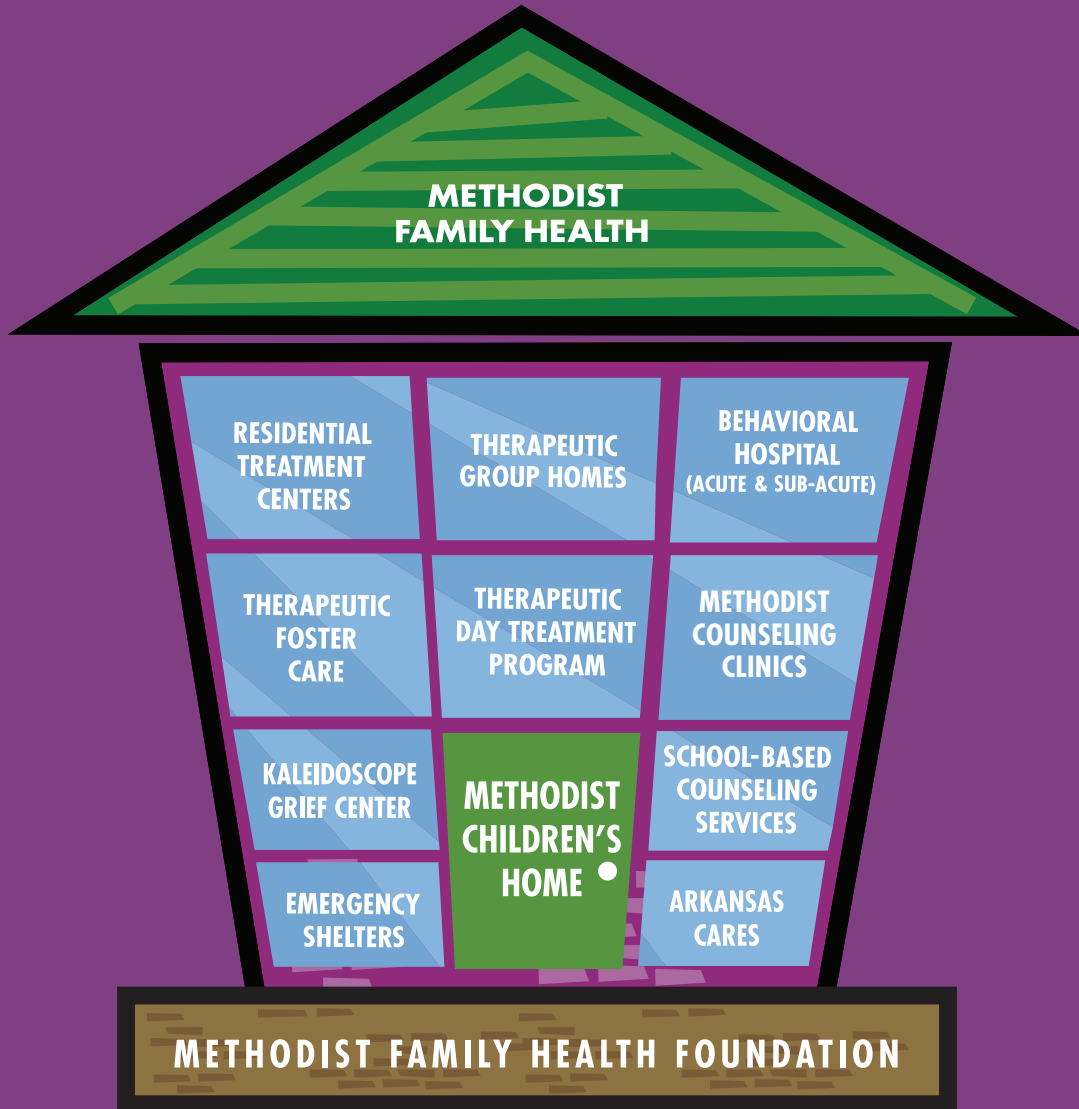 METHODIST
FAMILY HEALTH
RESIDENTIAL
TREATMENT
CENTERS
THERAPEUTIC
GROUP HOMES
BEHAVIORAL
HOSPITAL
(ACUTE & SUB-ACUTE)
THERAPEUTIC
FOSTER
CARE
THERAPEUTIC
DAY TREATMENT
PROGRAM
METHODIST
COUNSELING
CLINICS
KALEIDOSCOPE
GRIEF CENTER
METHODIST
CHILDREN'S
HOME
SCHOOL-BASED
COUNSELING
SERVICES
EMERGENCY
SHELTERS
ARKANSAS
CARES
METHODIST FAMILY HEALTH FOUNDATION